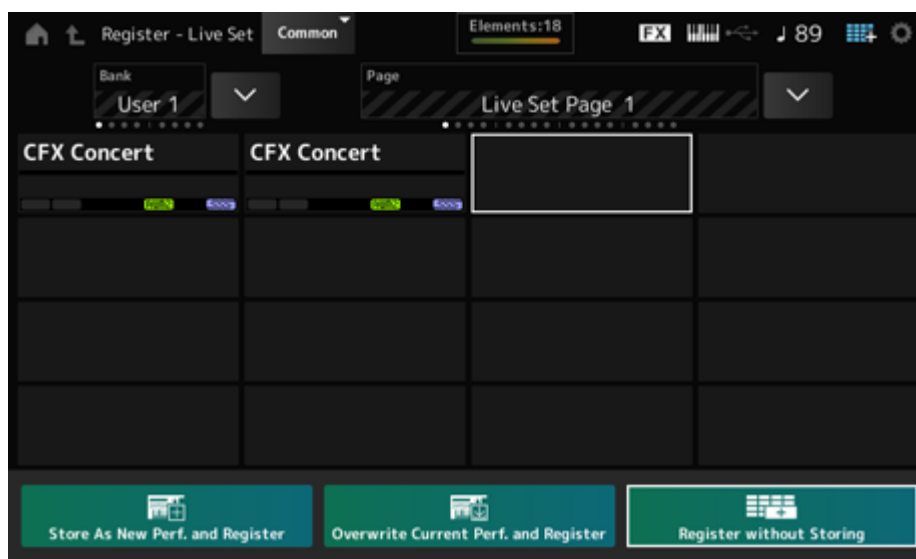 Register - Live Set
Common
Elements:18
FX
89
Bank
User 1
Page
Live Set Page 1
CFX Concert
CFX Concert
Store As New Perf. and Register
Overwrite Current Perf. and Register
Register without Storing